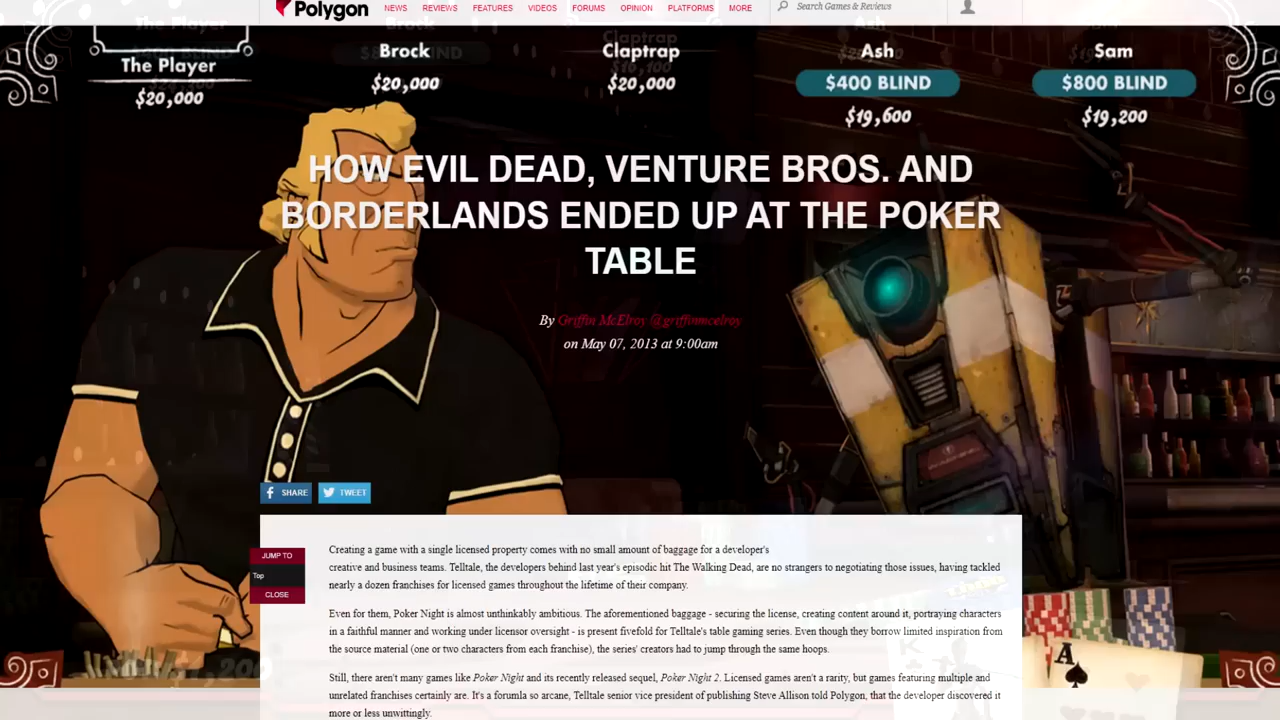 Polygon
NEWS REVIEWS FEATURES VIDEOS FORUMS OPINION PLATFORMS MORE
Search Games & Reviews
The Player Brock Claptrap Ash Sam
$20,000 $20,000 $20,000 $400 BLIND $800 BLIND
$19,600 $19,200
HOW EVIL DEAD, VENTURE BROS. AND
BORDERLANDS ENDED UP AT THE POKER
TABLE
By Griffin McElroy @griffinmcelroy
on May 07, 2013 at 9:00am
SHARE TWEET
JUMP TO
Top
CLOSE
Creating a game with a single licensed property comes with no small amount of baggage for a developer's
creative and business teams. Telltale, the developers behind last year's episodic hit The Walking Dead, are no strangers to negotiating those issues, having tackled
nearly a dozen franchises for licensed games throughout the lifetime of their company.
Even for them, Poker Night is almost unthinkably ambitious. The aforementioned baggage - securing the license, creating content around it, portraying characters
in a faithful manner and working under licensor oversight - is present fivefold for Telltale's table gaming series. Even though they borrow limited inspiration from
the source material (one or two characters from each franchise), the series' creators had to jump through the same hoops.
Still, there aren't many games like Poker Night and its recently released sequel, Poker Night 2. Licensed games aren't a rarity, but games featuring multiple and
unrelated franchises certainly are. It's a forumla so arcane, Telltale senior vice president of publishing Steve Allison told Polygon, that the developer discovered it
more or less unwittingly.
A